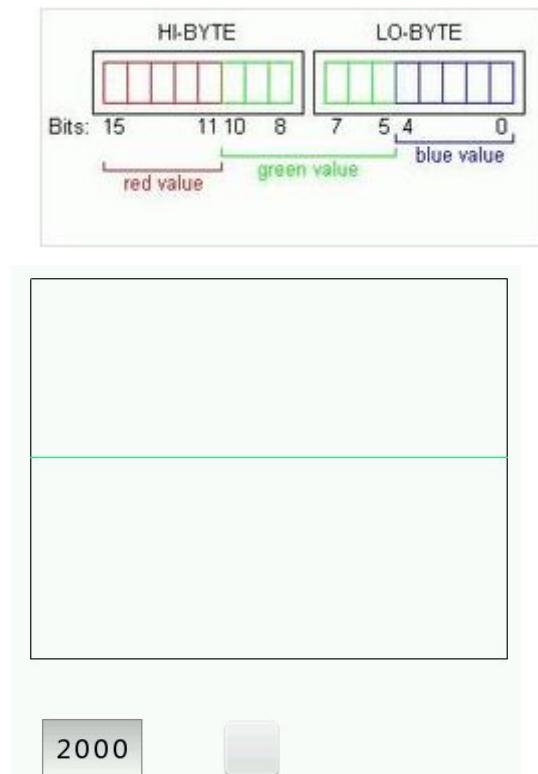 HI-BYTE LO-BYTE
Bits: 15 11 10 8 7 5 4 0
red value green value blue value
2000